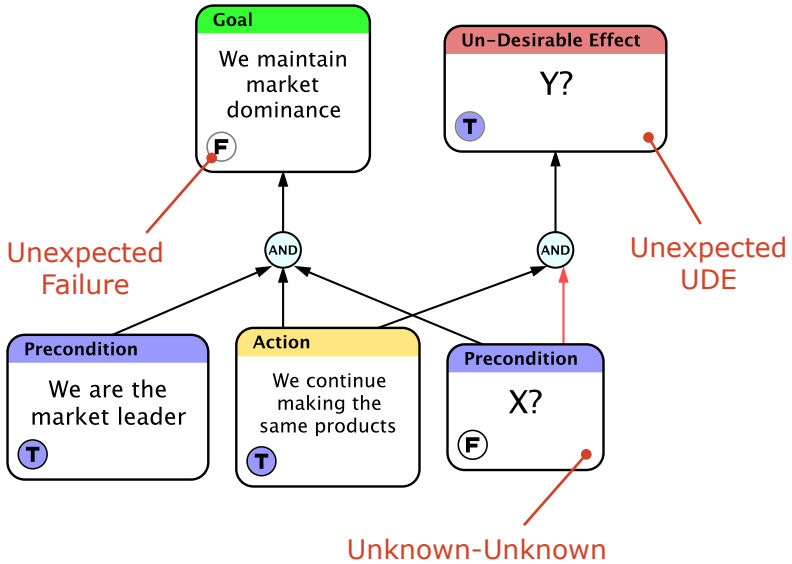 Goal
We maintain
market
dominance
F
Un-Desirable Effect
Y?
T
Unexpected
Failure
AND
AND
Unexpected
UDE
Precondition
We are the
market leader
T
Action
We continue
making the
same products
T
Precondition
X?
F
Unknown-Unknown